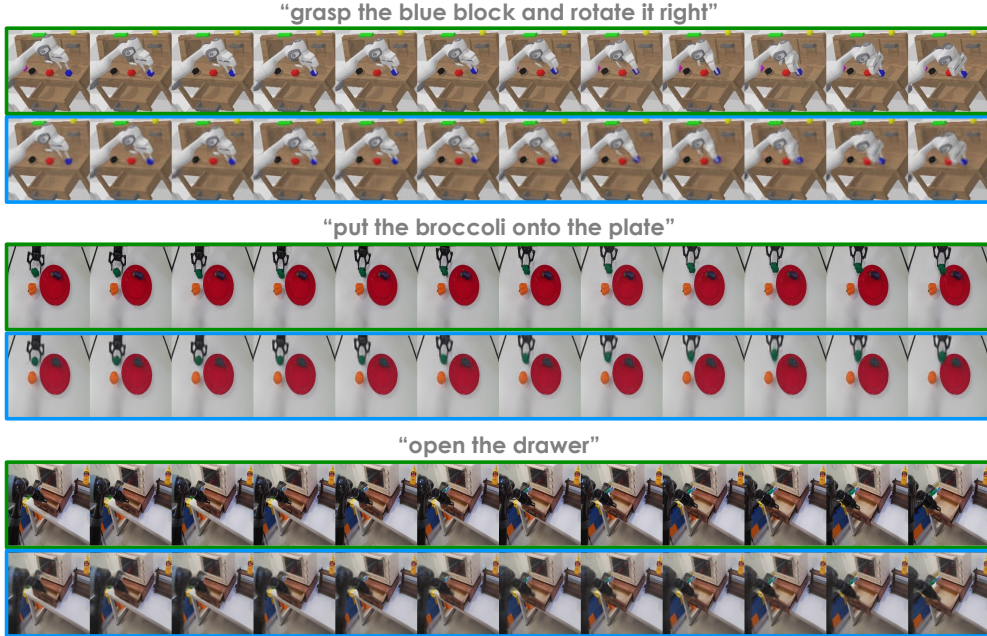 “grasp the blue block and rotate it right”
“put the broccoli onto the plate”
“open the drawer”